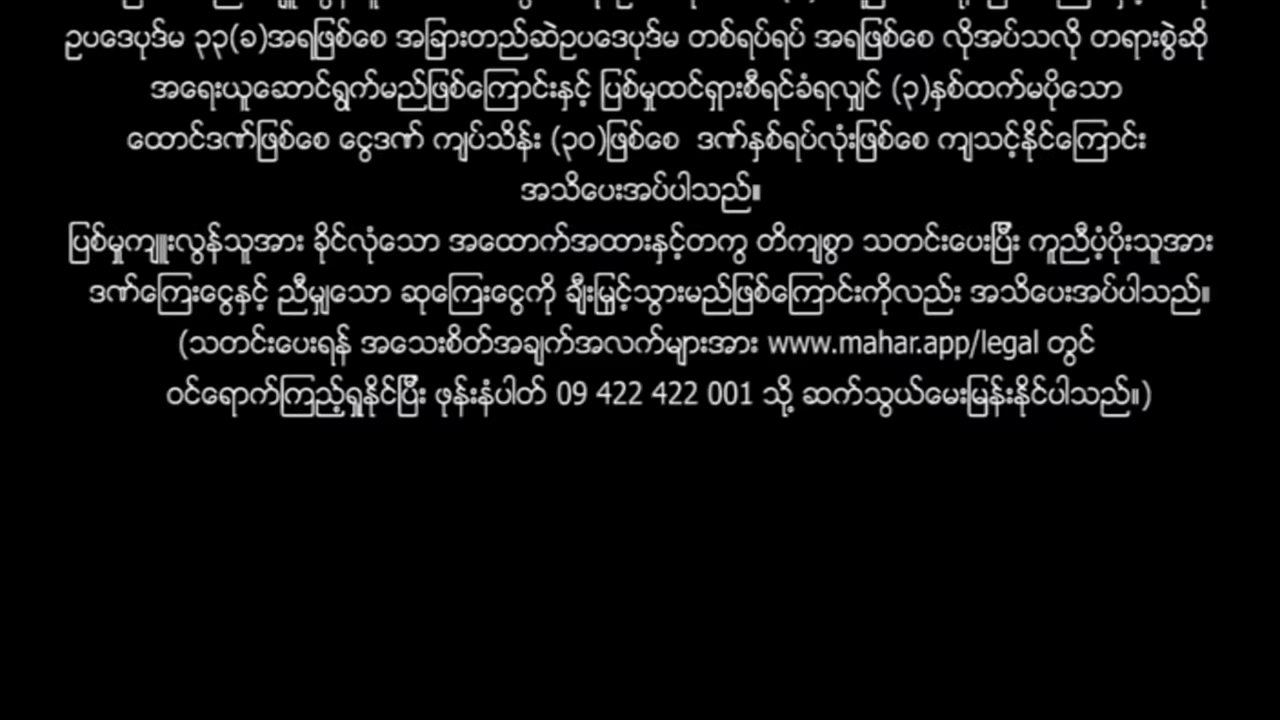 ဥပဒေပုဒ်မ ၃၃(ခ)အရဖြစ်စေ အခြားတည်ဆဲဥပဒေပုဒ်မ တစ်ရပ်ရပ် အရဖြစ်စေ လိုအပ်သလို တရားစွဲဆို
အရေးယူဆောင်ရွက်မည်ဖြစ်ကြောင်းနှင့် ပြစ်မှုထင်ရှားစီရင်ခံရလျှင် (၃)နှစ်ထက်မပိုသော
ထောင်ဒဏ်ဖြစ်စေ ငွေဒဏ် ကျပ်သိန်း (၃၀)ဖြစ်စေ ဒဏ်နှစ်ရပ်လုံးဖြစ်စေ ကျသင့်နိုင်ကြောင်း
အသိပေးအပ်ပါသည်။
ပြစ်မှုကျူးလွန်သူအား ခိုင်လုံသော အထောက်အထားနှင့်တကွ တိကျစွာ သတင်းပေးပြီး ကူညီပံ့ပိုးသူအား
ဒဏ်ကြေးငွေနှင့် ညီမျှသော ဆုကြေးငွေကို ချီးမြှင့်သွားမည်ဖြစ်ကြောင်းကိုလည်း အသိပေးအပ်ပါသည်။
(သတင်းပေးရန် အသေးစိတ်အချက်အလက်များအား www.mahar.app/legal တွင်
ဝင်ရောက်ကြည့်ရှုနိုင်ပြီး ဖုန်းနံပါတ် 09 422 422 001 သို့ ဆက်သွယ်မေးမြန်းနိုင်ပါသည်။)